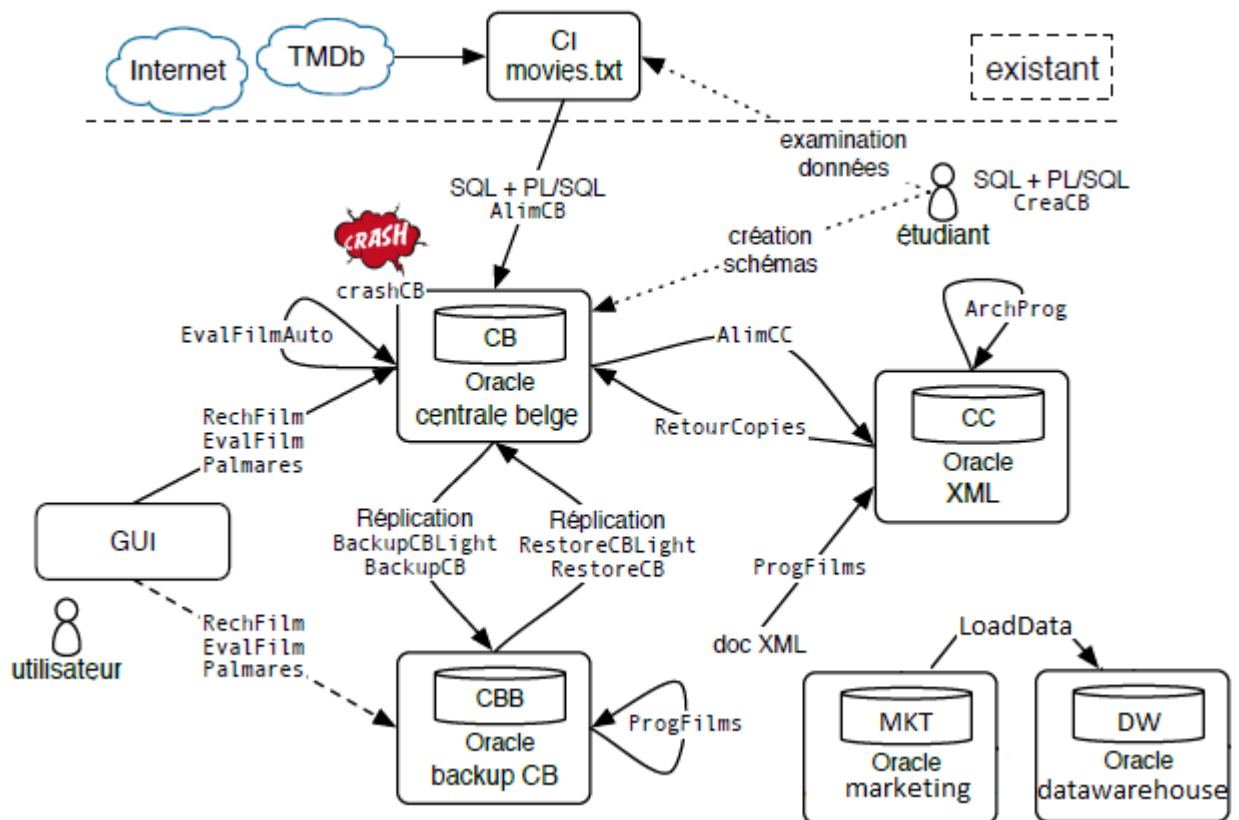 Internet
TMDb
CI
movies.txt
existant
examination
données
SQL + PL/SQL
AlimCB
SQL + PL/SQL
CreaCB
étudiant
CRASH
crashCB
création
schémas
EvalFilmAuto
CB
Oracle
centrale belge
AlimCC
ArchProg
RetourCopies
CC
Oracle
XML
RechFilm
EvalFilm
Palmares
GUI
Réplication
BackupCBLight
BackupCB
Réplication
RestoreCBLight
RestoreCB
ProgFilms
doc XML
utilisateur
RechFilm
EvalFilm
Palmares
CBB
Oracle
backup CB
ProgFilms
LoadData
MKT
Oracle
marketing
DW
Oracle
datawarehouse